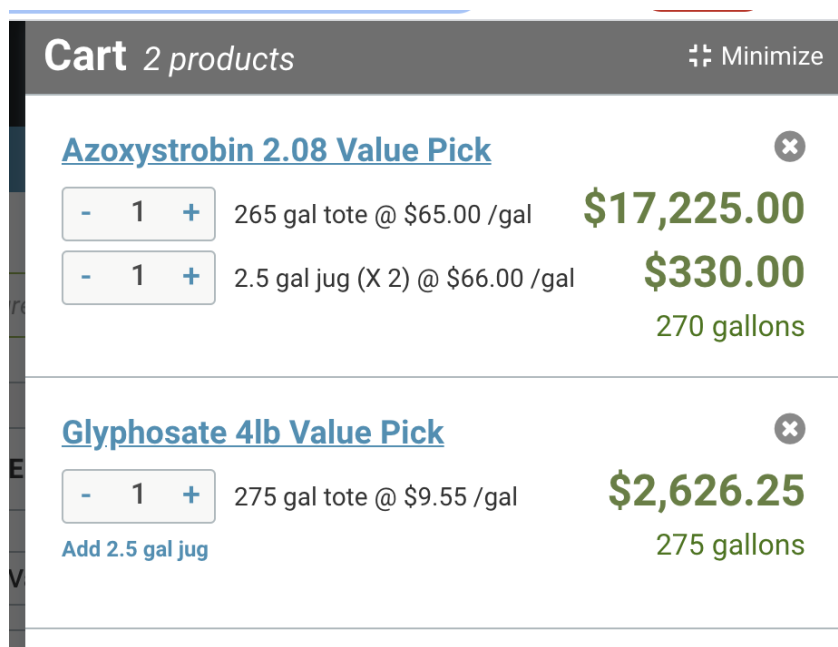 Cart 2 products
Minimize
Azoxystrobin 2.08 Value Pick
- 1 + 265 gal tote @ $65.00 /gal $17,225.00
- 1 + 2.5 gal jug (X 2) @ $66.00 /gal $330.00
270 gallons
Glyphosate 4lb Value Pick
- 1 + 275 gal tote @ $9.55 /gal $2,626.25
Add 2.5 gal jug
275 gallons